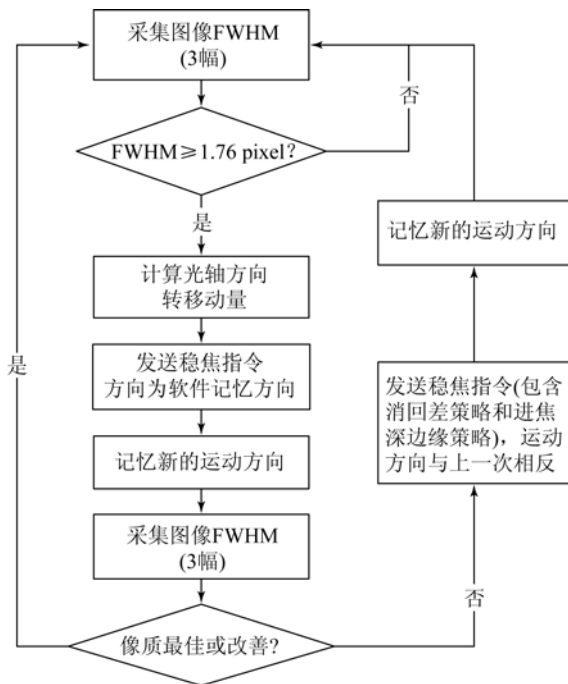 采集图像FWHM
(3幅)
否
FWHM≥1.76 pixel?
是
记忆新的运动方向
计算光轴方向
转移动量
是
发送稳焦指令
方向为软件记忆方向
发送稳焦指令(包含
消回差策略和进焦
深边缘策略),运动
方向与上一次相反
记忆新的运动方向
采集图像FWHM
(3幅)
否
像质最佳或改善?